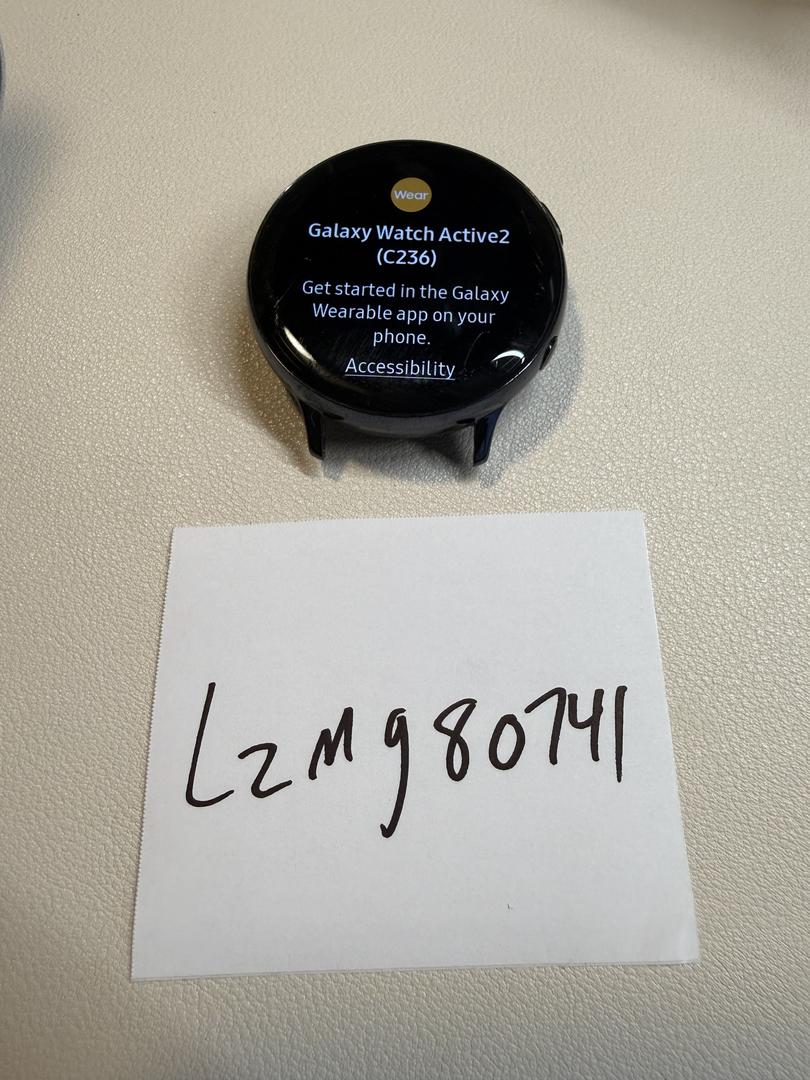 Wear
Galaxy Watch Active2
(C236)
Get started in the Galaxy
Wearable app on your
phone.
Accessibility
LzMg80741